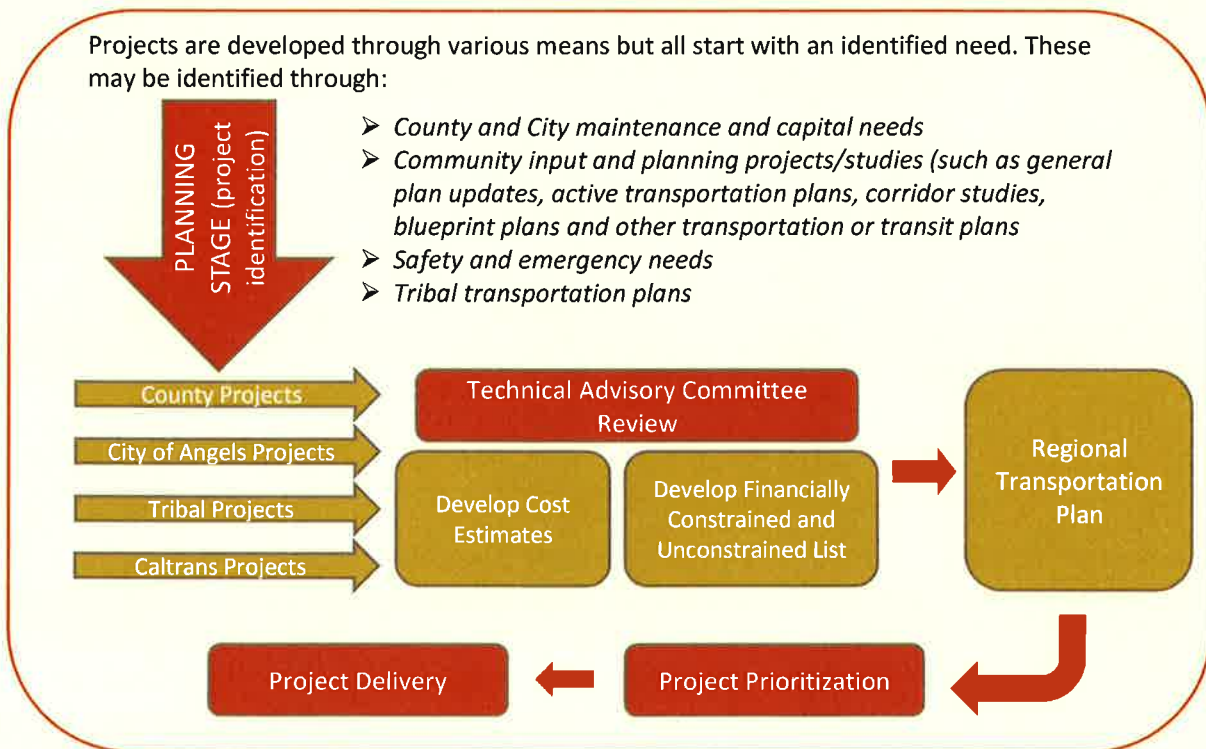 Projects are developed through various means but all start with an identified need. These
may be identified through:
PLANNING
STAGE (project
identification)
➢ County and City maintenance and capital needs
➢ Community input and planning projects/studies (such as general
plan updates, active transportation plans, corridor studies,
blueprint plans and other transportation or transit plans
➢ Safety and emergency needs
➢ Tribal transportation plans
County Projects
City of Angels Projects
Tribal Projects
Caltrans Projects
Technical Advisory Committee
Review
Develop Cost
Estimates
Develop Financially
Constrained and
Unconstrained List
Regional
Transportation
Plan
Project Delivery
Project Prioritization